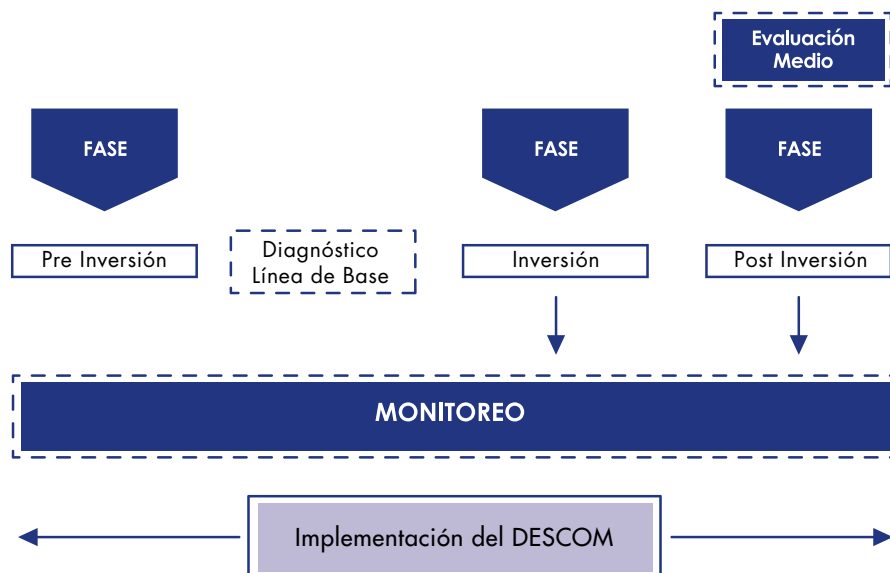 Evaluación
Medio
FASE
FASE
FASE
Pre Inversión
Diagnóstico
Línea de Base
Inversión
Post Inversión
MONITOREO
Implementación del DESCOM